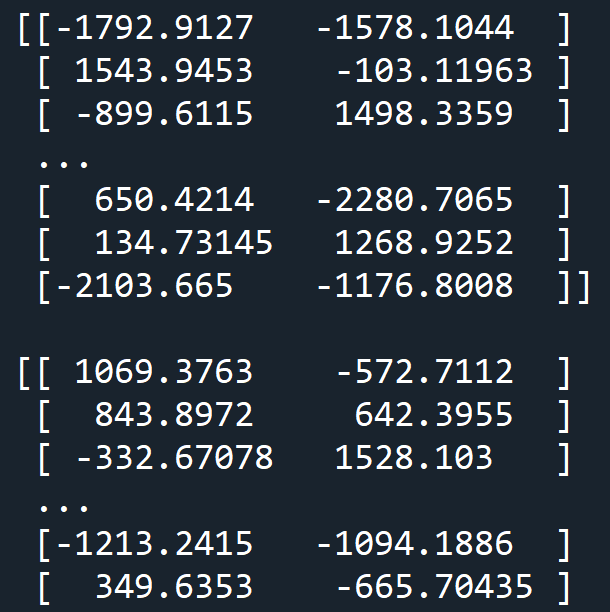 [[-1792.9127   -1578.1044  ]
 [ 1543.9453    -103.11963 ]
 [ -899.6115    1498.3359  ]
 ...
 [  650.4214   -2280.7065  ]
 [  134.73145   1268.9252  ]
 [-2103.665    -1176.8008  ]]

[[ 1069.3763    -572.7112  ]
 [  843.8972     642.3955  ]
 [ -332.67078   1528.103   ]
 ...
 [-1213.2415   -1094.1886  ]
 [  349.6353    -665.70435 ]